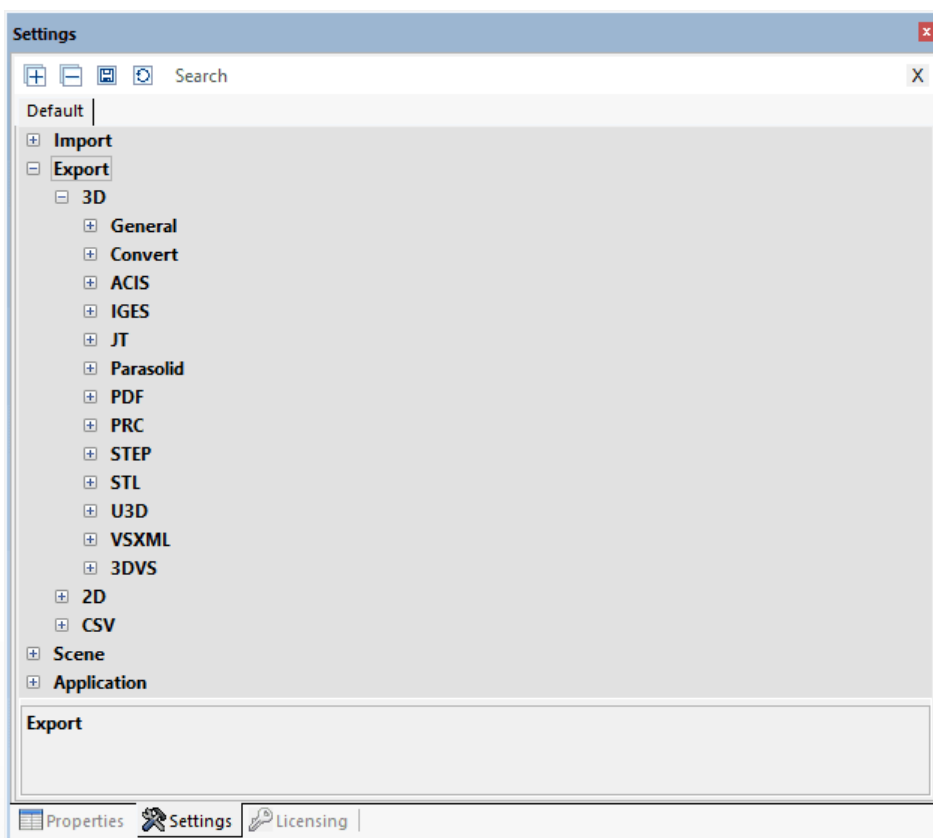 Settings
Search X
Default
Import
Export
3D
General
Convert
ACIS
IGES
JT
Parasolid
PDF
PRC
STEP
STL
U3D
VSXML
3DVS
2D
CSV
Scene
Application
Export
Properties Settings Licensing